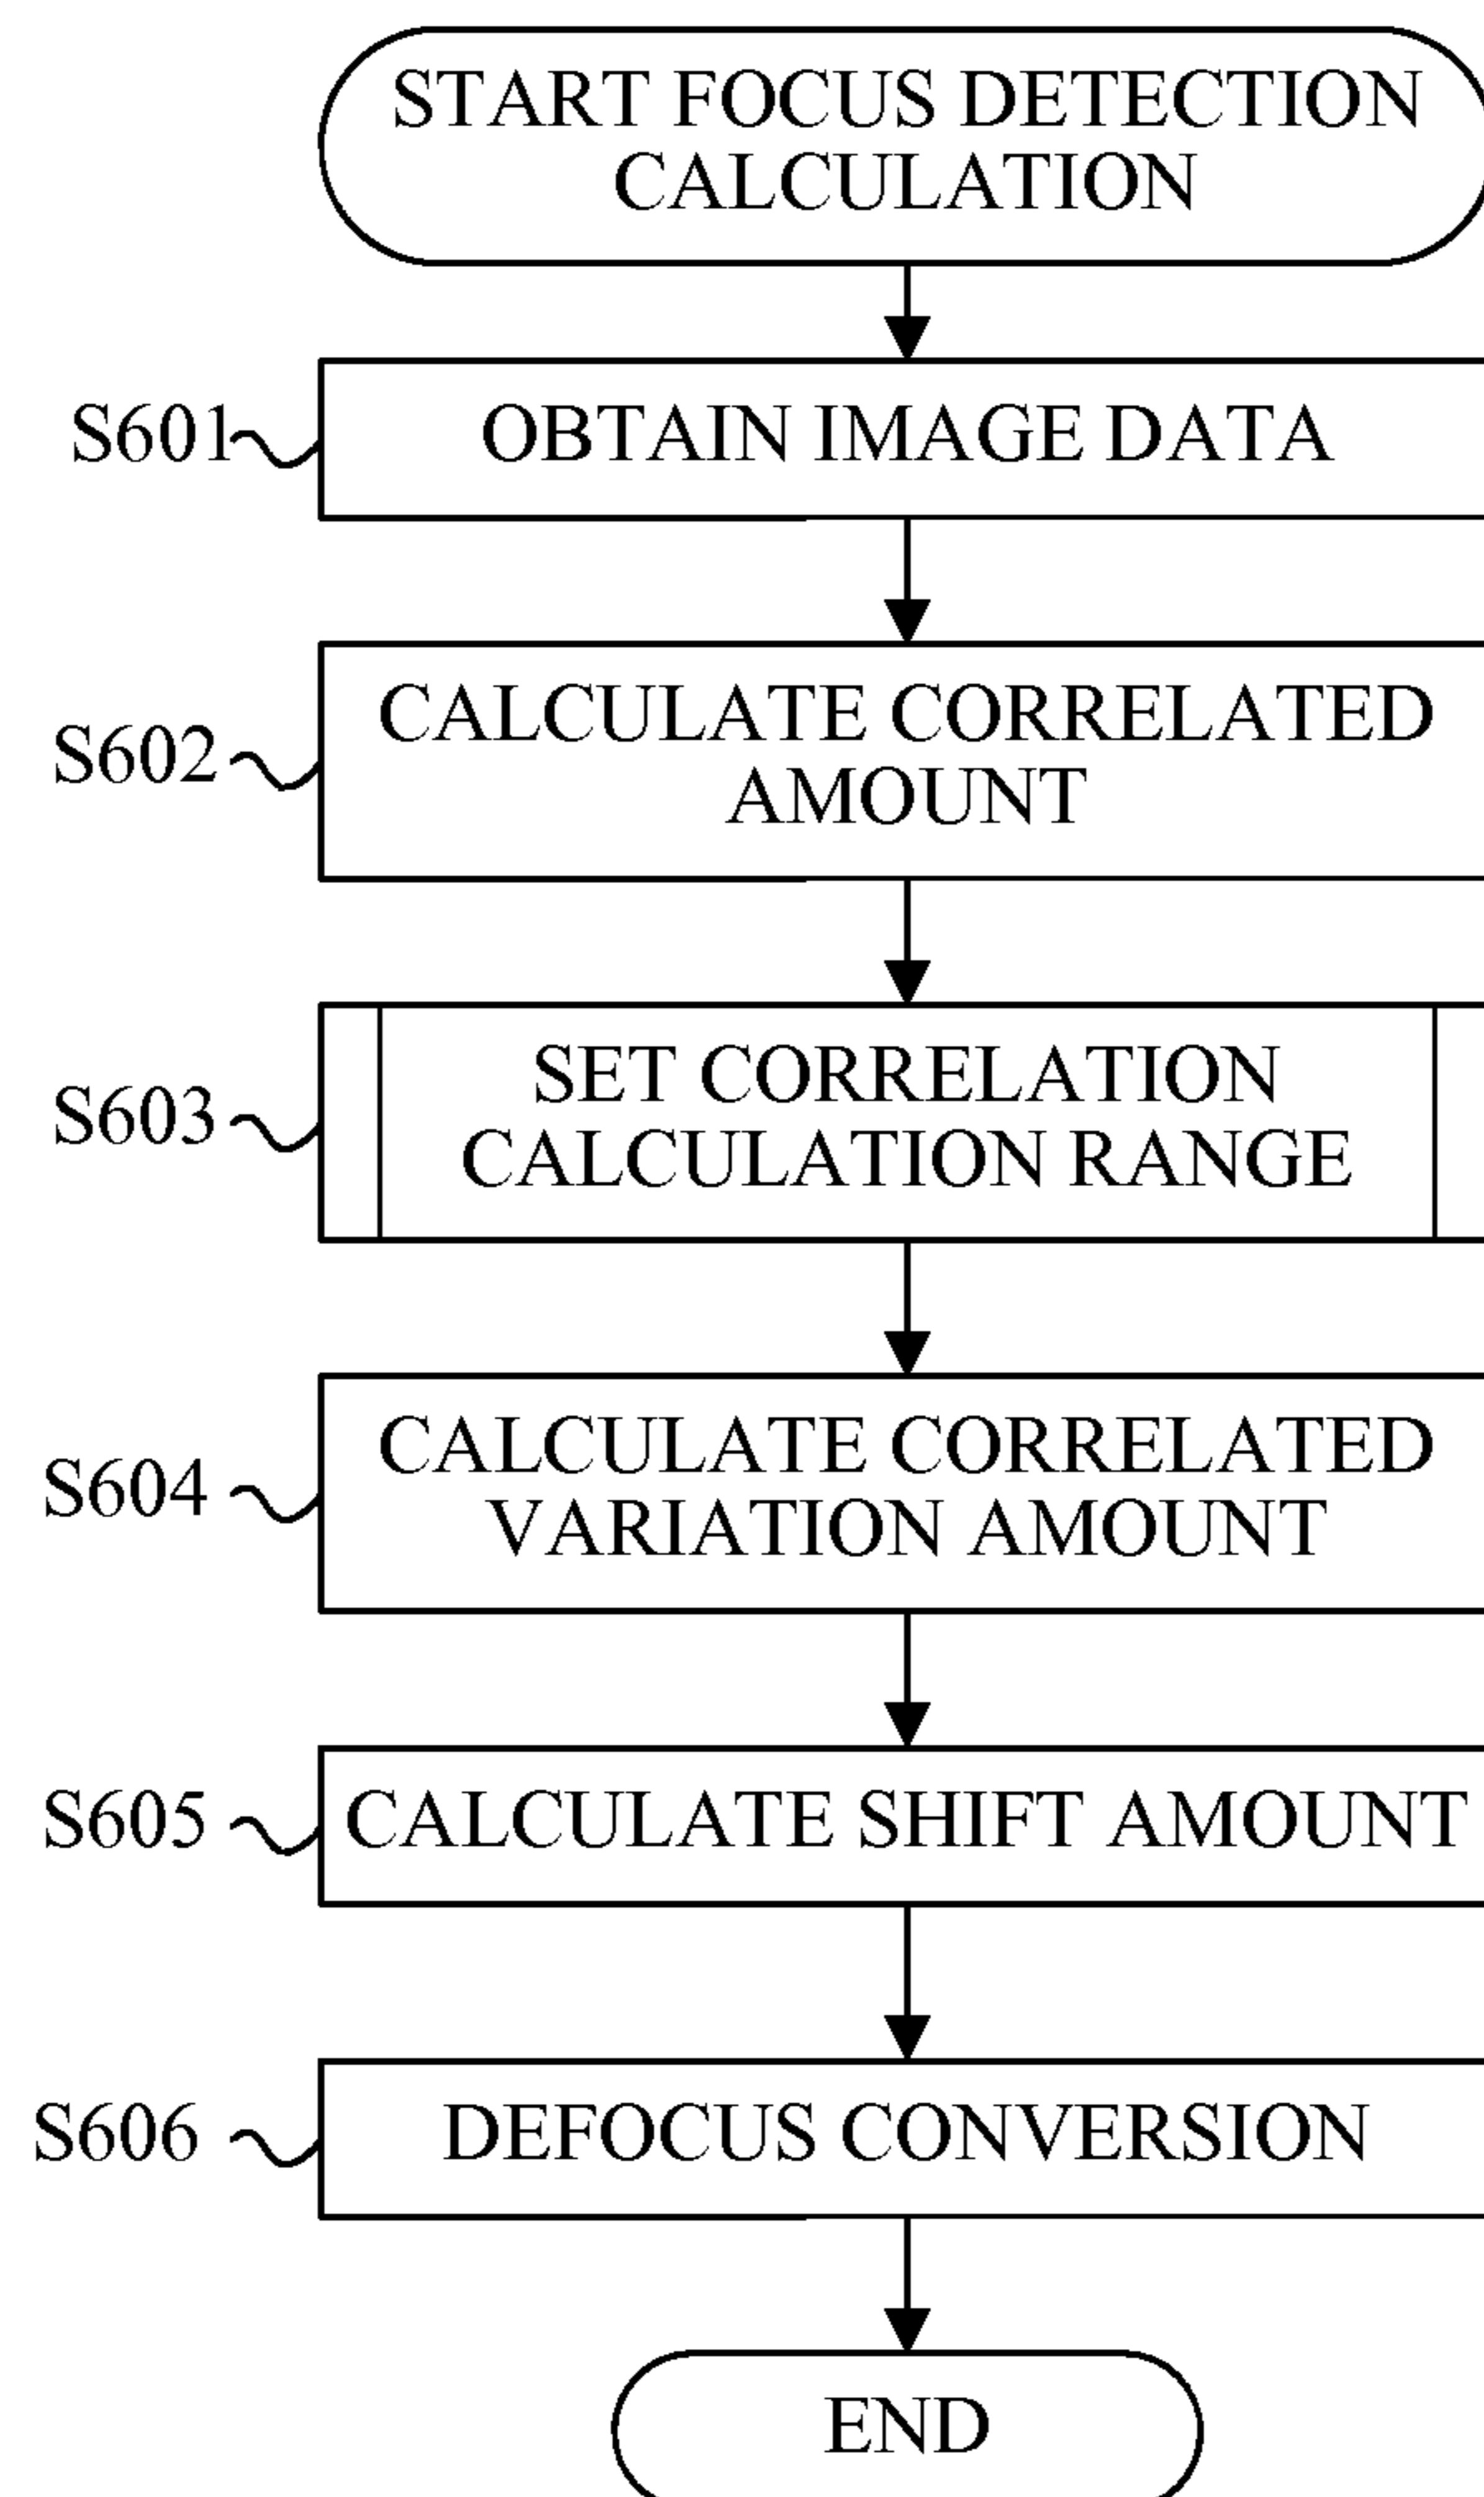 START FOCUS DETECTION
CALCULATION
S601
OBTAIN IMAGE DATA
S602
CALCULATE CORRELATED
AMOUNT
S603
SET CORRELATION
CALCULATION RANGE
S604
CALCULATE CORRELATED
VARIATION AMOUNT
S605
CALCULATE SHIFT AMOUNT
S606
DEFOCUS CONVERSION
END